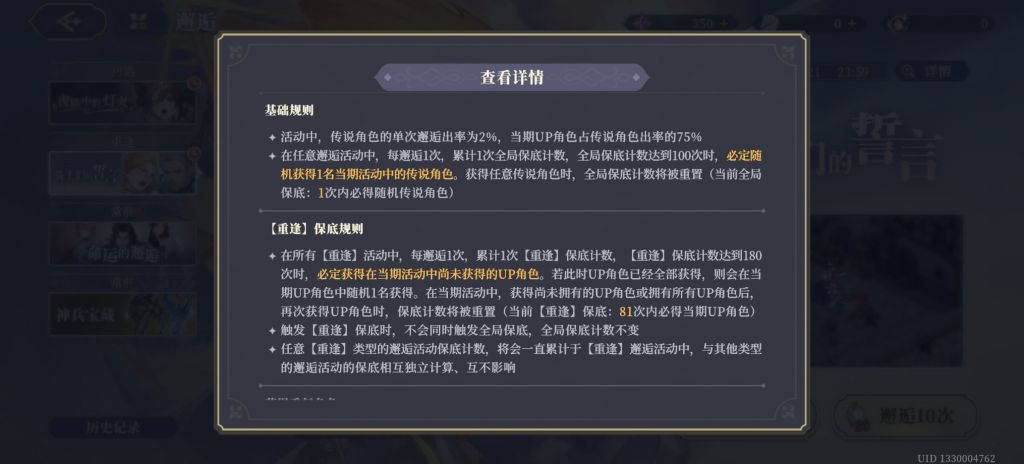 邂逅
350
0
0
查看详情
基础规则
活动中，传说角色的单次邂逅出率为2%，当期UP角色占传说角色出率的75%
在任意邂逅活动中，每邂逅1次，累计1次全局保底计数，全局保底计数达到100次时，必定随
机获得1名当期活动中的传说角色。获得任意传说角色时，全局保底计数将被重置（当前全局
保底：1次内必得随机传说角色）
【重逢】保底规则
在所有【重逢】活动中，每邂逅1次，累计1次【重逢】保底计数，【重逢】保底计数达到180
次时，必定获得在当期活动中尚未获得的UP角色。若此时UP角色已经全部获得，则会在当
期UP角色中随机1名获得。在当期活动中，获得尚未拥有的UP角色或拥有所有UP角色后，
再次获得UP角色时，保底计数将被重置（当前【重逢】保底：81次内必得当期UP角色）
触发【重逢】保底时，不会同时触发全局保底，全局保底计数不变
任意【重逢】类型的邂逅活动保底计数，将会一直累计于【重逢】邂逅活动中，与其他类型
的邂逅活动的保底相互独立计算、互不影响
23:59
详情
的誓言
重逢
常驻
命运的邂逅
常驻
神兵宝藏
历史记录
邂逅10次
UID 1330004762